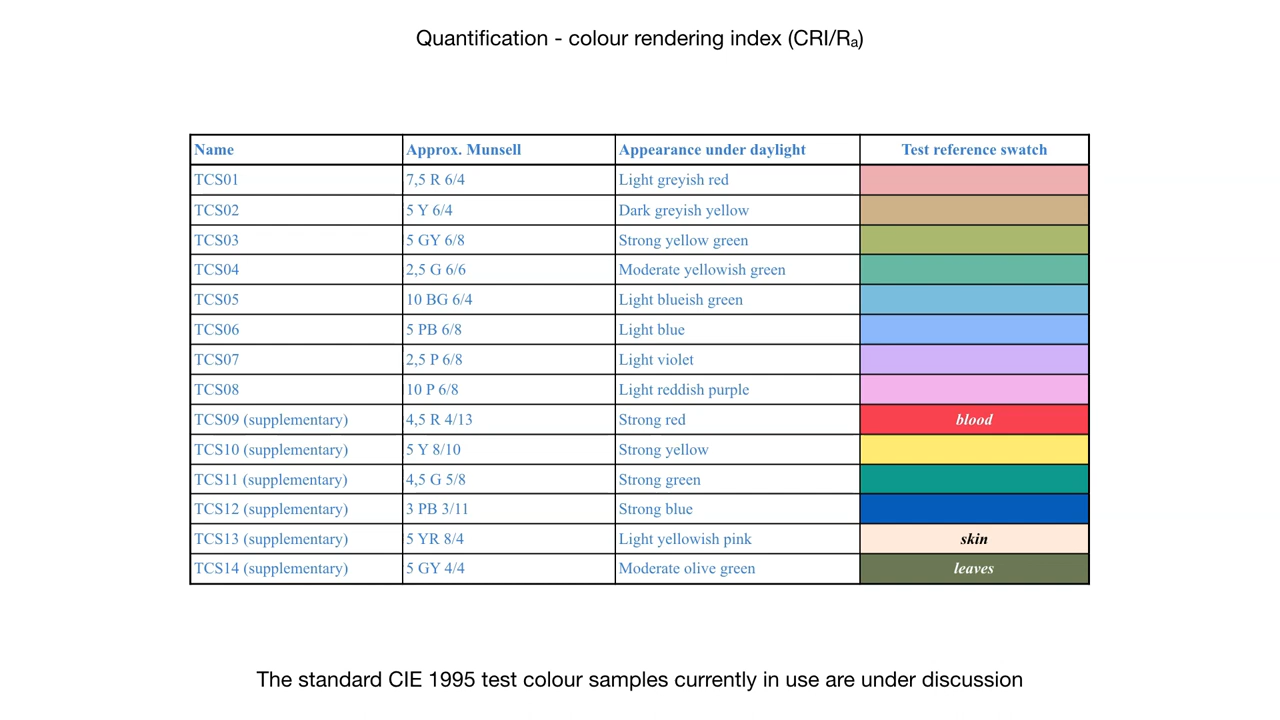 Quantification - colour rendering index (CRI/Ra)
Name Approx. Munsell Appearance under daylight Test reference swatch
TCS01 7,5 R 6/4 Light greyish red
TCS02 5 Y 6/4 Dark greyish yellow
TCS03 5 GY 6/8 Strong yellow green
TCS04 2,5 G 6/6 Moderate yellowish green
TCS05 10 BG 6/4 Light blueish green
TCS06 5 PB 6/8 Light blue
TCS07 2,5 P 6/8 Light violet
TCS08 10 P 6/8 Light reddish purple
TCS09 (supplementary) 4,5 R 4/13 Strong red blood
TCS10 (supplementary) 5 Y 8/10 Strong yellow
TCS11 (supplementary) 4,5 G 5/8 Strong green
TCS12 (supplementary) 3 PB 3/11 Strong blue
TCS13 (supplementary) 5 YR 8/4 Light yellowish pink skin
TCS14 (supplementary) 5 GY 4/4 Moderate olive green leaves
The standard CIE 1995 test colour samples currently in use are under discussion